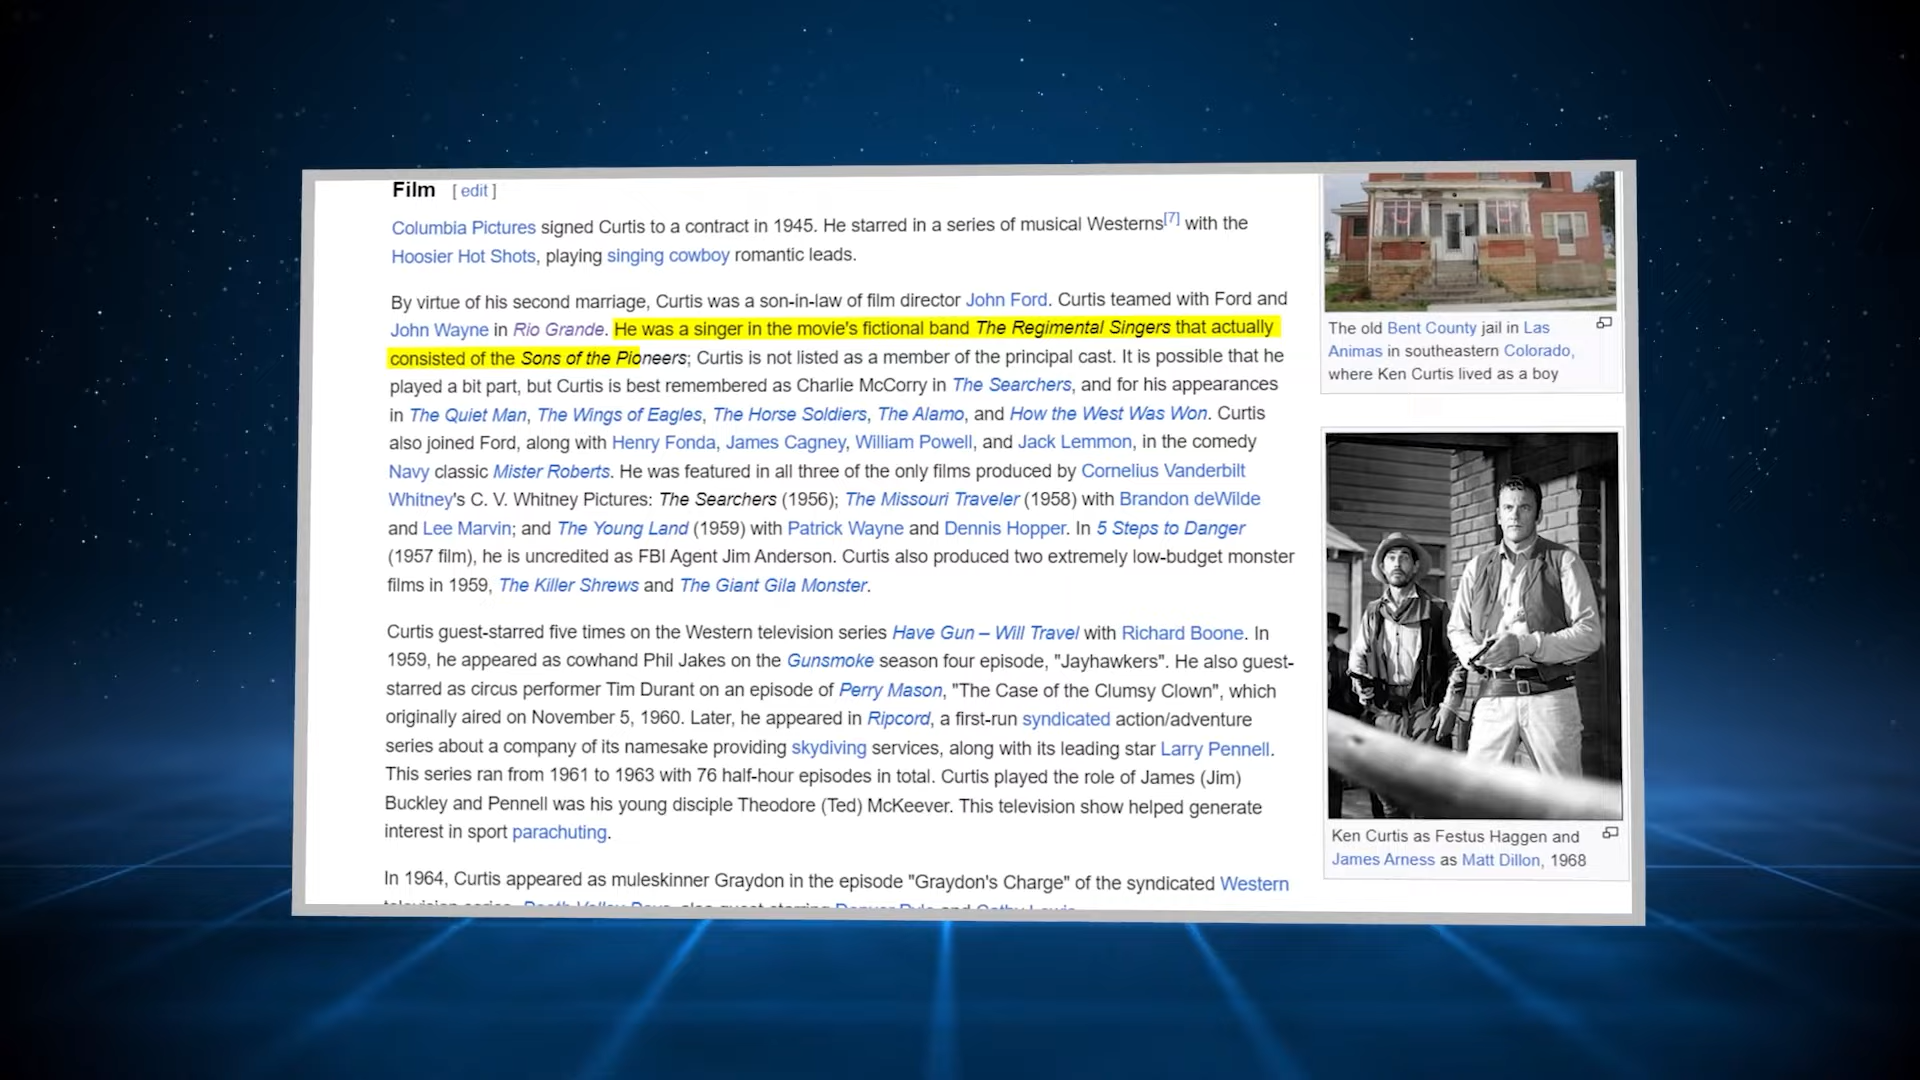 Film [ edit ]
Columbia Pictures signed Curtis to a contract in 1945. He starred in a series of musical Westerns[7] with the
Hoosier Hot Shots, playing singing cowboy romantic leads.
By virtue of his second marriage, Curtis was a son-in-law of film director John Ford. Curtis teamed with Ford and
John Wayne in Rio Grande. He was a singer in the movie's fictional band The Regimental Singers that actually
consisted of the Sons of the Pioneers; Curtis is not listed as a member of the principal cast. It is possible that he
played a bit part, but Curtis is best remembered as Charlie McCorry in The Searchers, and for his appearances
in The Quiet Man, The Wings of Eagles, The Horse Soldiers, The Alamo, and How the West Was Won. Curtis
also joined Ford, along with Henry Fonda, James Cagney, William Powell, and Jack Lemmon, in the comedy
Navy classic Mister Roberts. He was featured in all three of the only films produced by Cornelius Vanderbilt
Whitney's C. V. Whitney Pictures: The Searchers (1956); The Missouri Traveler (1958) with Brandon deWilde
and Lee Marvin; and The Young Land (1959) with Patrick Wayne and Dennis Hopper. In 5 Steps to Danger
(1957 film), he is uncredited as FBI Agent Jim Anderson. Curtis also produced two extremely low-budget monster
films in 1959, The Killer Shrews and The Giant Gila Monster.
Curtis guest-starred five times on the Western television series Have Gun – Will Travel with Richard Boone. In
1959, he appeared as cowhand Phil Jakes on the Gunsmoke season four episode, "Jayhawkers". He also guest-
starred as circus performer Tim Durant on an episode of Perry Mason, "The Case of the Clumsy Clown", which
originally aired on November 5, 1960. Later, he appeared in Ripcord, a first-run syndicated action/adventure
series about a company of its namesake providing skydiving services, along with its leading star Larry Pennell.
This series ran from 1961 to 1963 with 76 half-hour episodes in total. Curtis played the role of James (Jim)
Buckley and Pennell was his young disciple Theodore (Ted) McKeever. This television show helped generate
interest in sport parachuting.
In 1964, Curtis appeared as muleskinner Graydon in the episode "Graydon's Charge" of the syndicated Western
The old Bent County jail in Las
Animas in southeastern Colorado,
where Ken Curtis lived as a boy
Ken Curtis as Festus Haggen and
James Arness as Matt Dillon, 1968